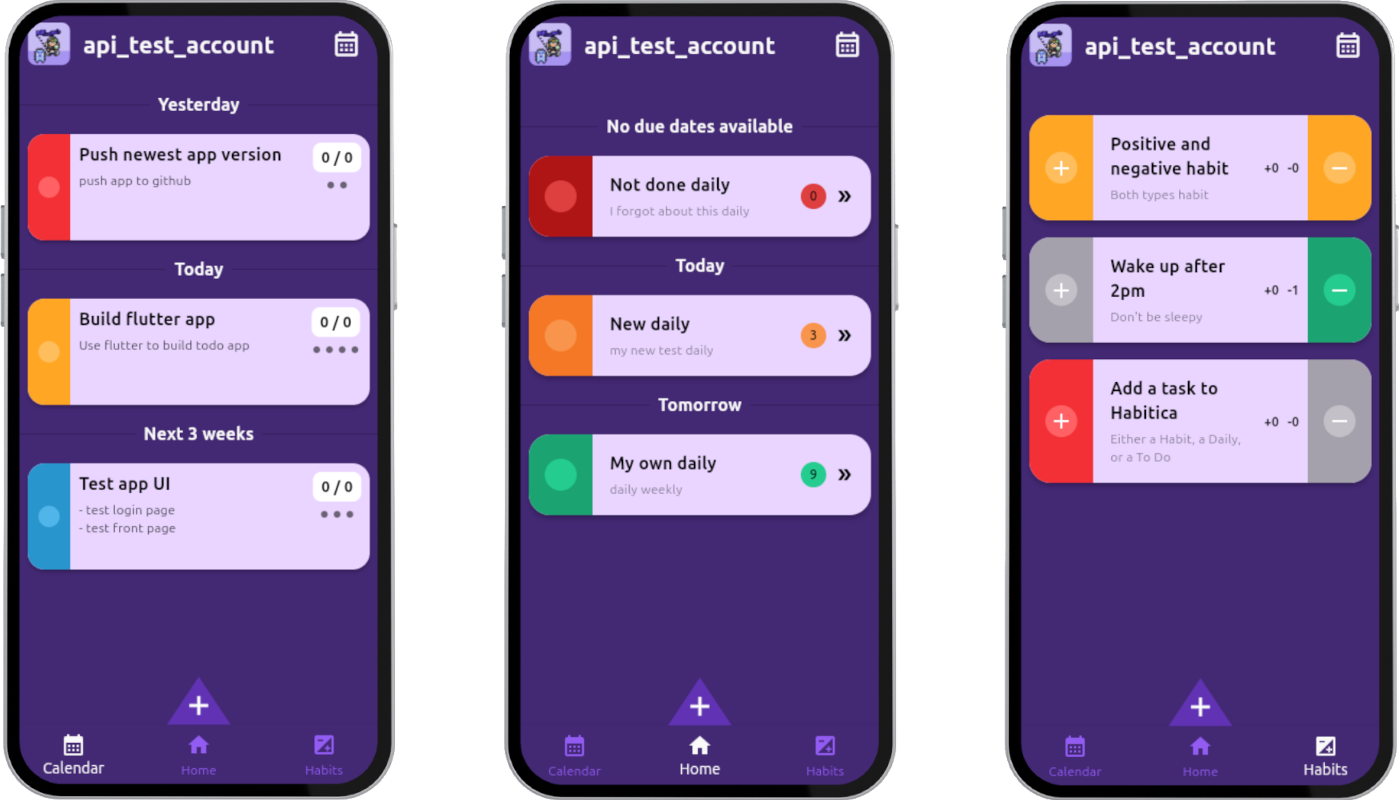 api_test_account
Yesterday
Push newest app version
0 / 0
push app to github
Today
Build flutter app
0 / 0
Use flutter to build todo app
Next 3 weeks
Test app UI
0 / 0
- test login page
- test front page
+
Calendar
Home
Habits
api_test_account
No due dates available
Not done daily
I forgot about this daily
0
»
Today
New daily
my new test daily
3
»
Tomorrow
My own daily
daily weekly
9
»
+
Calendar
Home
Habits
api_test_account
Positive and
negative habit
Both types habit
+0 -0
Wake up after
2pm
Don't be sleepy
+0 -1
Add a task to
Habitica
Either a Habit, a Daily,
or a To Do
+0 -0
+
Calendar
Home
Habits